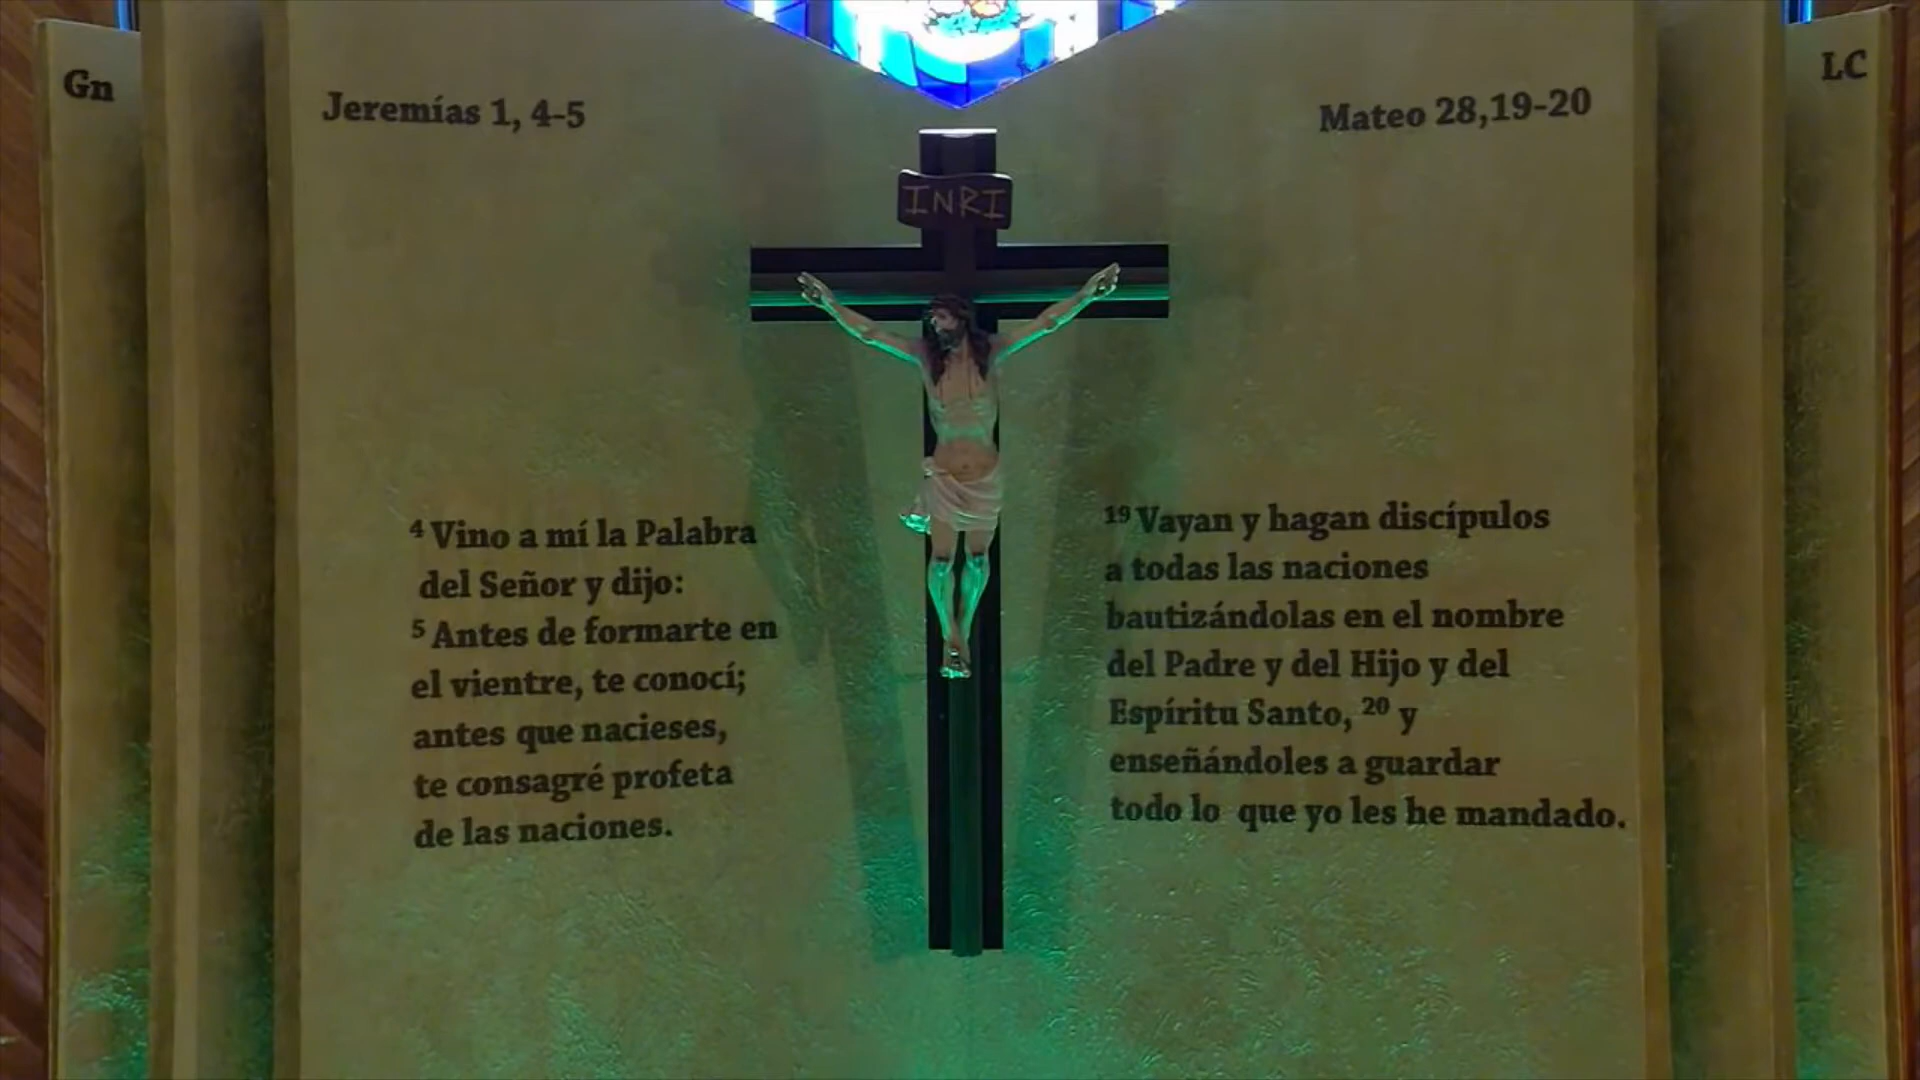 Gn
Jeremías 1, 4-5
⁴ Vino a mí la Palabra
del Señor y dijo:
⁵ Antes de formarte en
el vientre, te conocí;
antes que nacieses,
te consagré profeta
de las naciones.
INRI
Mateo 28,19-20
¹⁹ Vayan y hagan discípulos
a todas las naciones
bautizándolas en el nombre
del Padre y del Hijo y del
Espíritu Santo, ²⁰ y
enseñándoles a guardar
todo lo que yo les he mandado.
LC